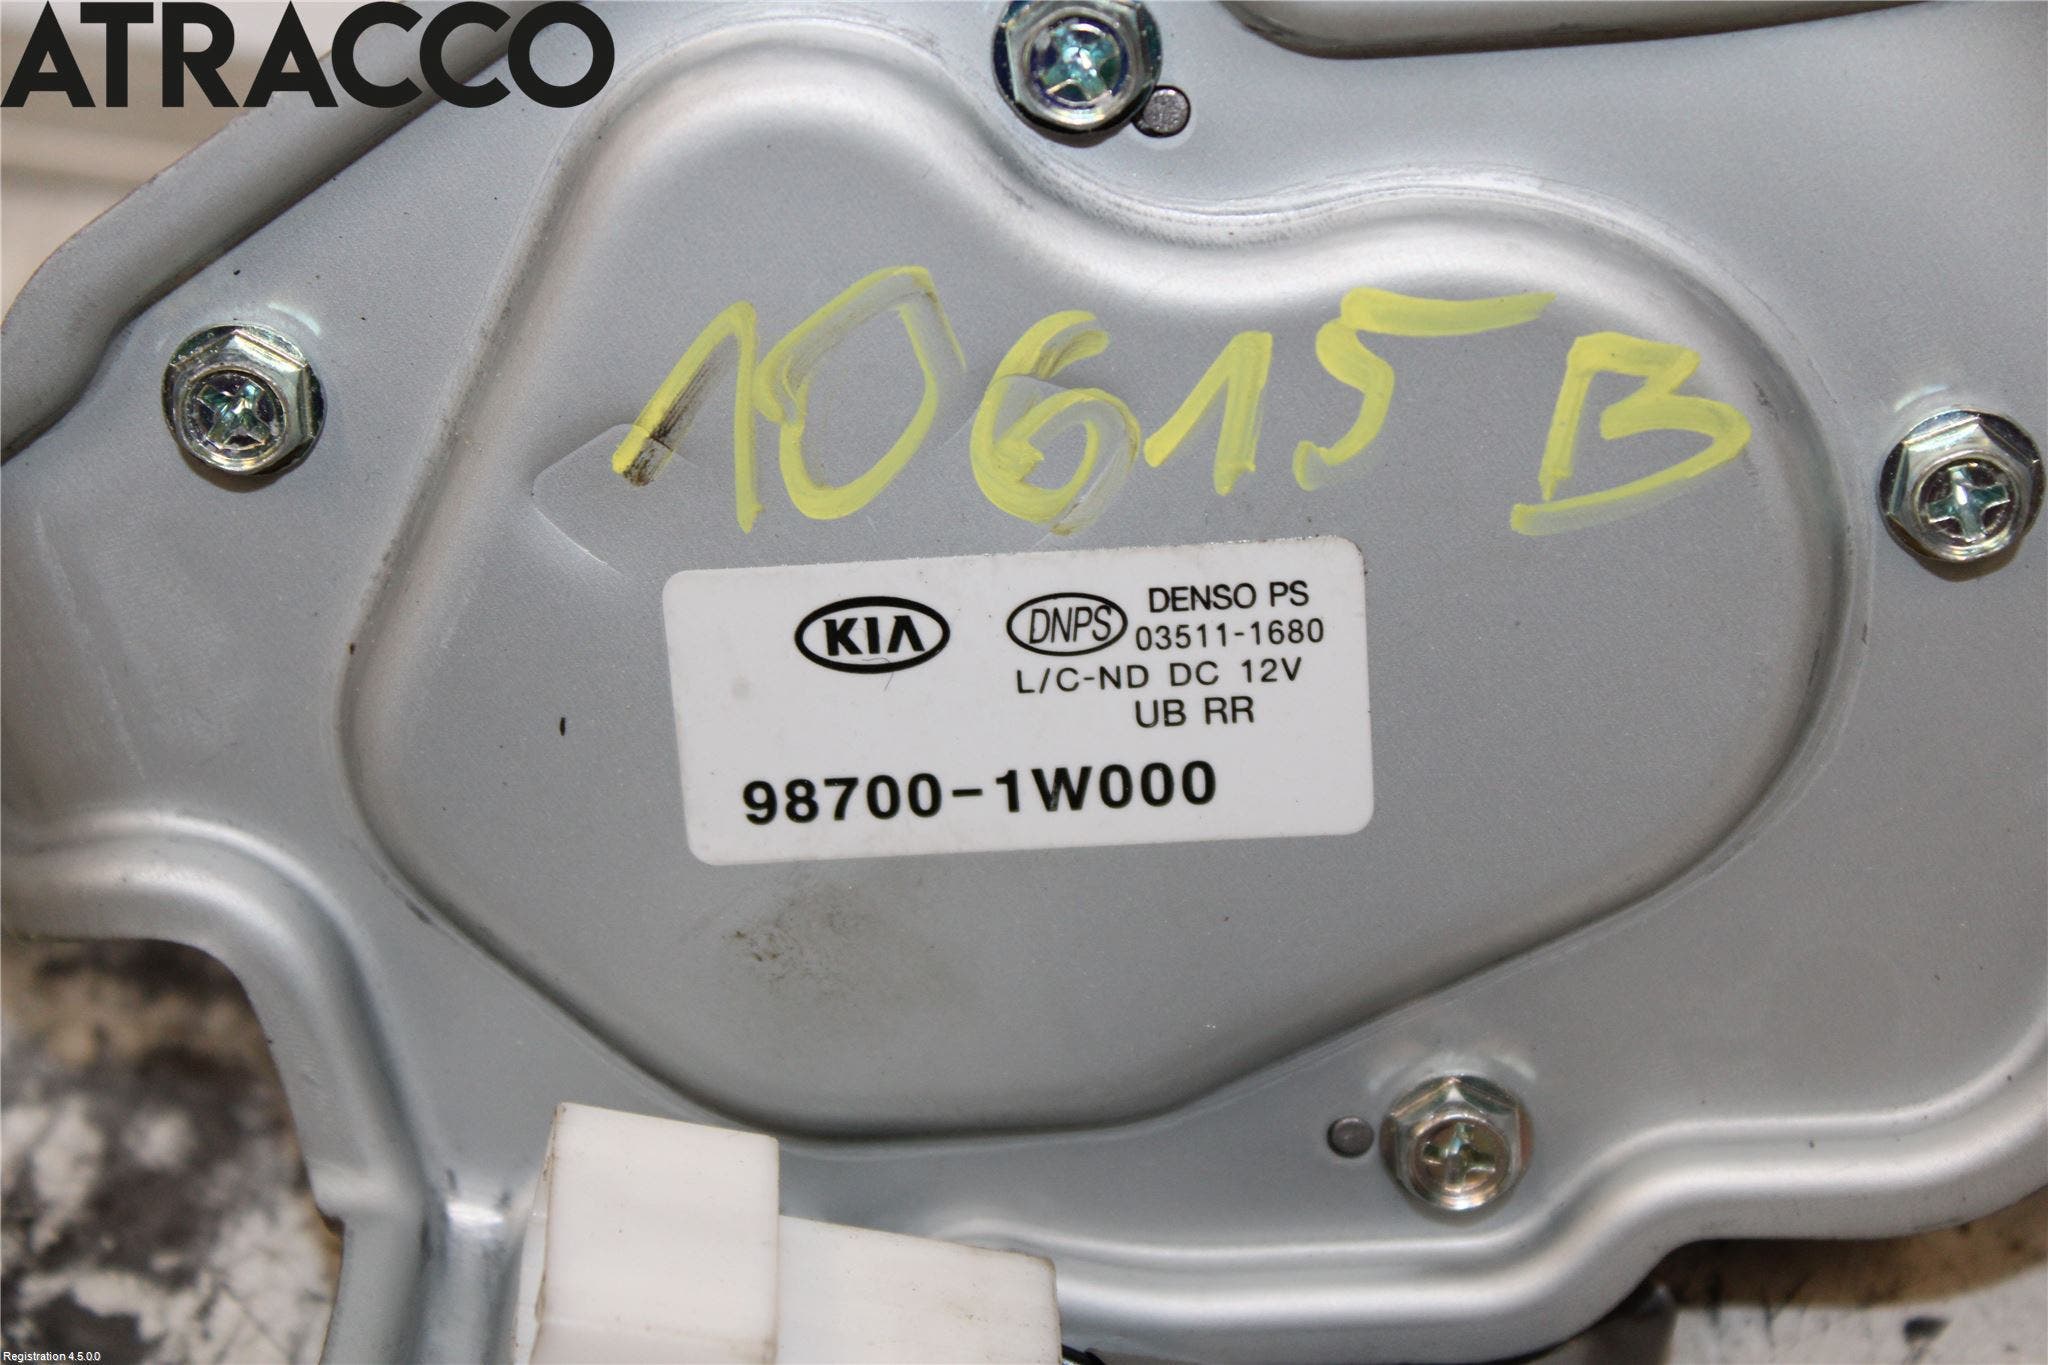 ATRACCO
10615 B
KIA
DNPS
DENSO PS
03511-1680
L/C-ND DC 12V
UB RR
98700-1W000
Registration 4.5.0.0